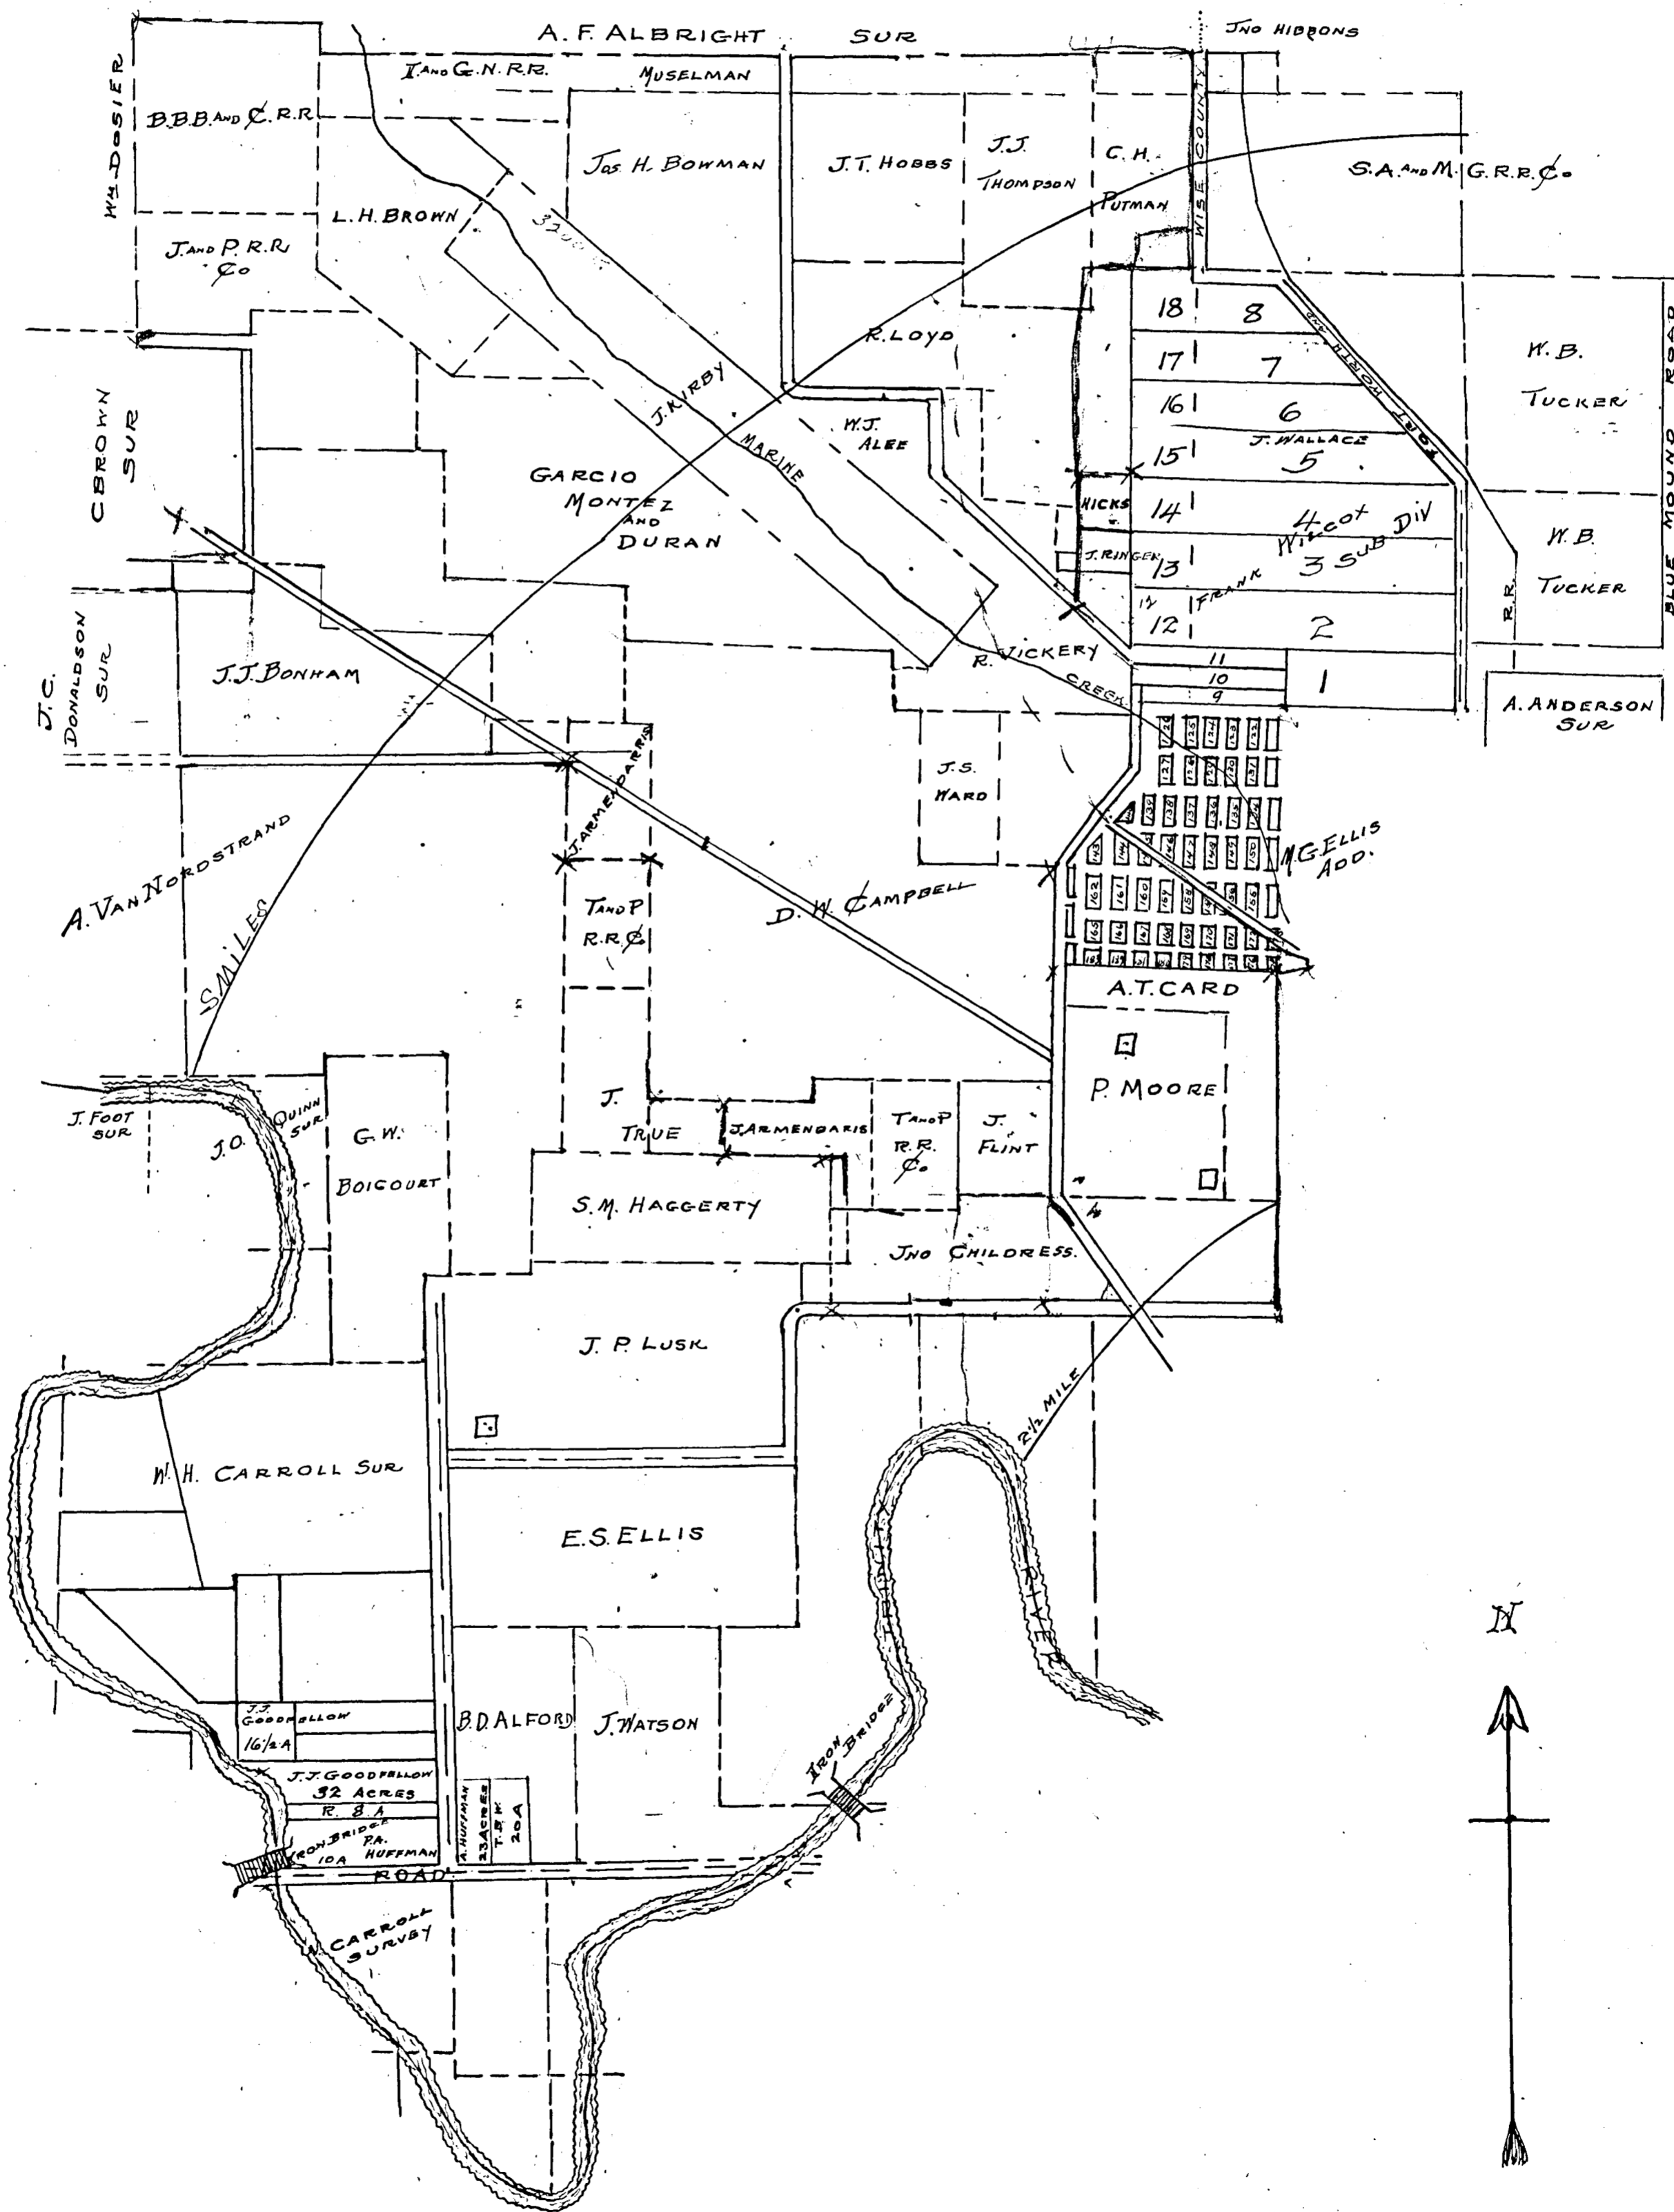 A. F. ALBRIGHT SUR
JNO HIBBONS
WM DOSIER
I. AND G. N. R.R.
MUSELMAN
WISE COUNTY
B.B.B. AND C. R.R
JOS. H. BOWMAN
J. T. HOBBS
J. J.
THOMPSON
C. H.
PUTMAN
S. A. AND M. G. R. R. CO
L. H. BROWN
J. AND P. R.R
CO
R. LOYD
J. KIRBY
W. J.
ALEE
MARINE
CREEK
C BROWN
SUR
GARCIO
MONTEZ
AND
DURAN
18
8
17
7
16
6
J. WALLACE
15
5
HICKS
14
4
J. RINGER
13
3
SUB DIV
FRANK
12
2
11
10
9
1
FORT WORTH AND
R.R.
W. B.
TUCKER
W. B.
TUCKER
BLUE MOUND ROAD
A. ANDERSON
SUR
J. C.
DONALDSON
SUR
J. J. BONHAM
R. VICKERY
J. S.
WARD
J. ARMENDARRIS
A. VAN NORDSTRAND
5 MILES
T AND P
R. R. C
D. W. CAMPBELL
M. G. ELLIS
ADD.
A. T. CARD
P. MOORE
J. FOOT
SUR
J. O. QUINN
SUR
G. W.
BOICOURT
J.
TRUE
J. ARMENDARIS
T AND P
R. R.
CO
J.
FLINT
S. M. HAGGERTY
JNO CHILDRESS.
J. P. LUSK
2 1/2 MILE
W. H. CARROLL SUR
E. S. ELLIS
RIVER
N
J. J.
GOODFELLOW
16 1/2 A
B. D. ALFORD
J. WATSON
IRON BRIDGE
J. J. GOODFELLOW
32 ACRES
R. 8 A
IRON BRIDGE
P. A.
HUFFMAN
10 A
A. HUFFMAN
23 ACRES
20 A
ROAD
CARROLL
SURVEY